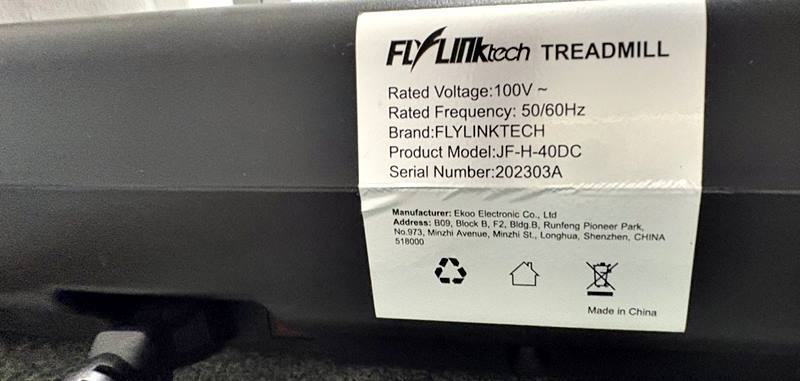 FLYLINKtech TREADMILL
Rated Voltage:100V ~
Rated Frequency: 50/60Hz
Brand:FLYLINKTECH
Product Model:JF-H-40DC
Serial Number:202303A
Manufacturer: Ekoo Electronic Co., Ltd
Address: B09, Block B, F2, Bldg.B, Runfeng Pioneer Park,
No.973, Minzhi Avenue, Minzhi St., Longhua, Shenzhen, CHINA
518000
Made in China